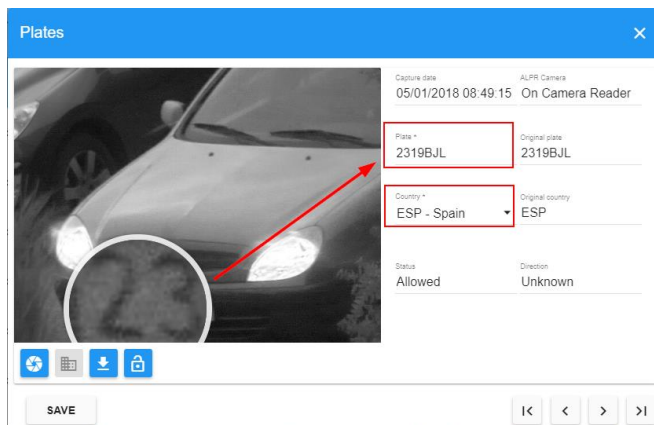 Plates
Capture date
ALPR Camera
05/01/2018 08:49:15
On Camera Reader
Plate *
Original plate
2319BJL
2319BJL
Country *
Original country
ESP - Spain
ESP
Status
Direction
Allowed
Unknown
SAVE